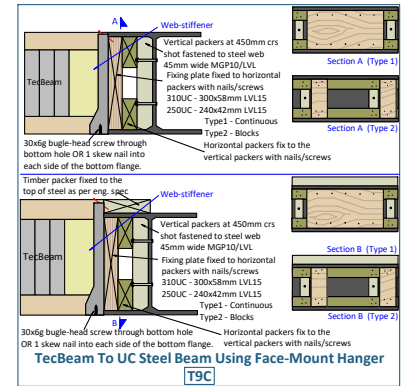 A
Web-stiffener
Vertical packers at 450mm crs
shot fastened to steel web
45mm wide MGP10/LVL
Fixing plate fixed to horizontal
packers with nails/screws
310UC - 300x58mm LVL15
250UC - 240x42mm LVL15
Type1 - Continuous
Type2 - Blocks
Horizontal packers fix to the
vertical packers with nails/screws
TecBeam
30x6g bugle-head screw through
bottom hole OR 1 skew nail into
each side of the bottom flange.
Section A (Type 1)
Section A (Type 2)
Timber packer fixed to the
top of steel as per eng. spec
Web-stiffener
Vertical packers at 450mm crs
shot fastened to steel web
45mm wide MGP10/LVL
Fixing plate fixed to horizontal
packers with nails/screws
310UC - 300x58mm LVL15
250UC - 240x42mm LVL15
Type1 - Continuous
Type2 - Blocks
TecBeam
B
30x6g bugle-head screw through bottom hole
OR 1 skew nail into each side of the bottom flange.
Horizontal packers fix to the
vertical packers with nails/screws
Section B (Type 1)
Section B (Type 2)
TecBeam To UC Steel Beam Using Face-Mount Hanger
T9C